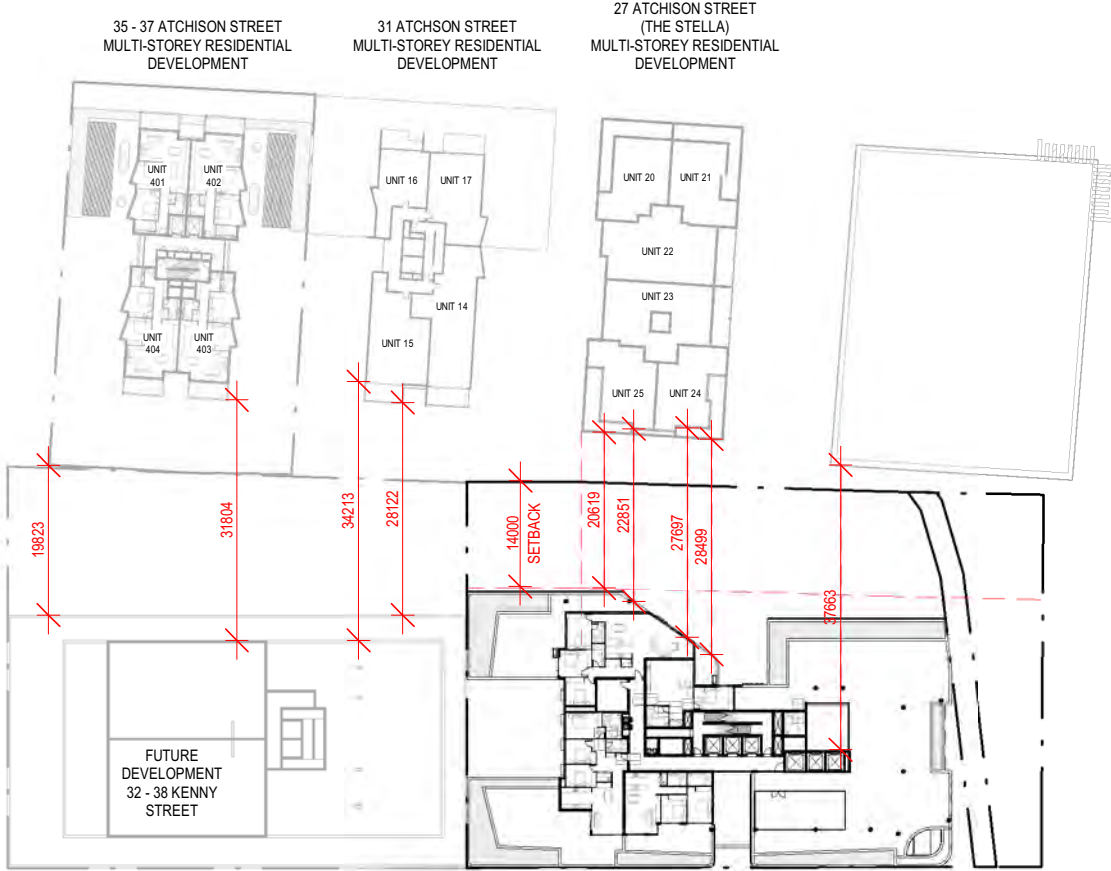 35 - 37 ATCHISON STREET
MULTI-STOREY RESIDENTIAL
DEVELOPMENT
31 ATCHSON STREET
MULTI-STOREY RESIDENTIAL
DEVELOPMENT
27 ATCHISON STREET
(THE STELLA)
MULTI-STOREY RESIDENTIAL
DEVELOPMENT
UNIT
401
UNIT
402
UNIT
404
UNIT
403
UNIT 16
UNIT 17
UNIT 14
UNIT 15
UNIT 20
UNIT 21
UNIT 22
UNIT 23
UNIT 25
UNIT 24
19823
31804
34213
28122
14000
SETBACK
20619
22851
27697
28499
37663
FUTURE
DEVELOPMENT
32 - 38 KENNY
STREET